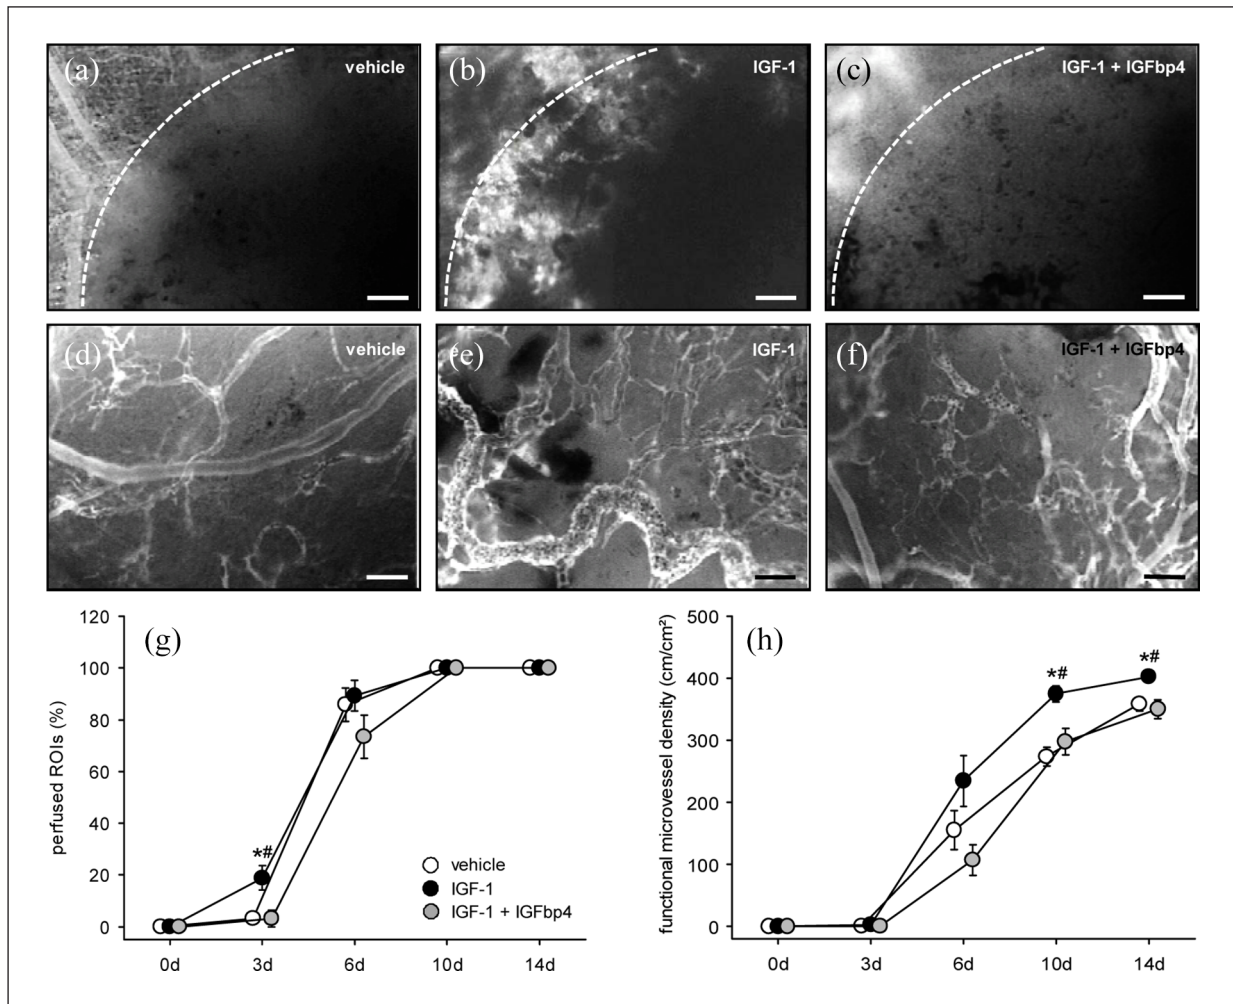 (a) vehicle
(b) IGF-1
(c) IGF-1 + IGFbp4
(d) vehicle
(e) IGF-1
(f) IGF-1 + IGFbp4
(g)
120
100
80
60
40
20
0
perfused ROIs (%)
*#
vehicle
IGF-1
IGF-1 + IGFbp4
0d 3d 6d 10d 14d
(h)
500
400
300
200
100
0
functional microvessel density (cm/cm²)
*# *#
0d 3d 6d 10d 14d